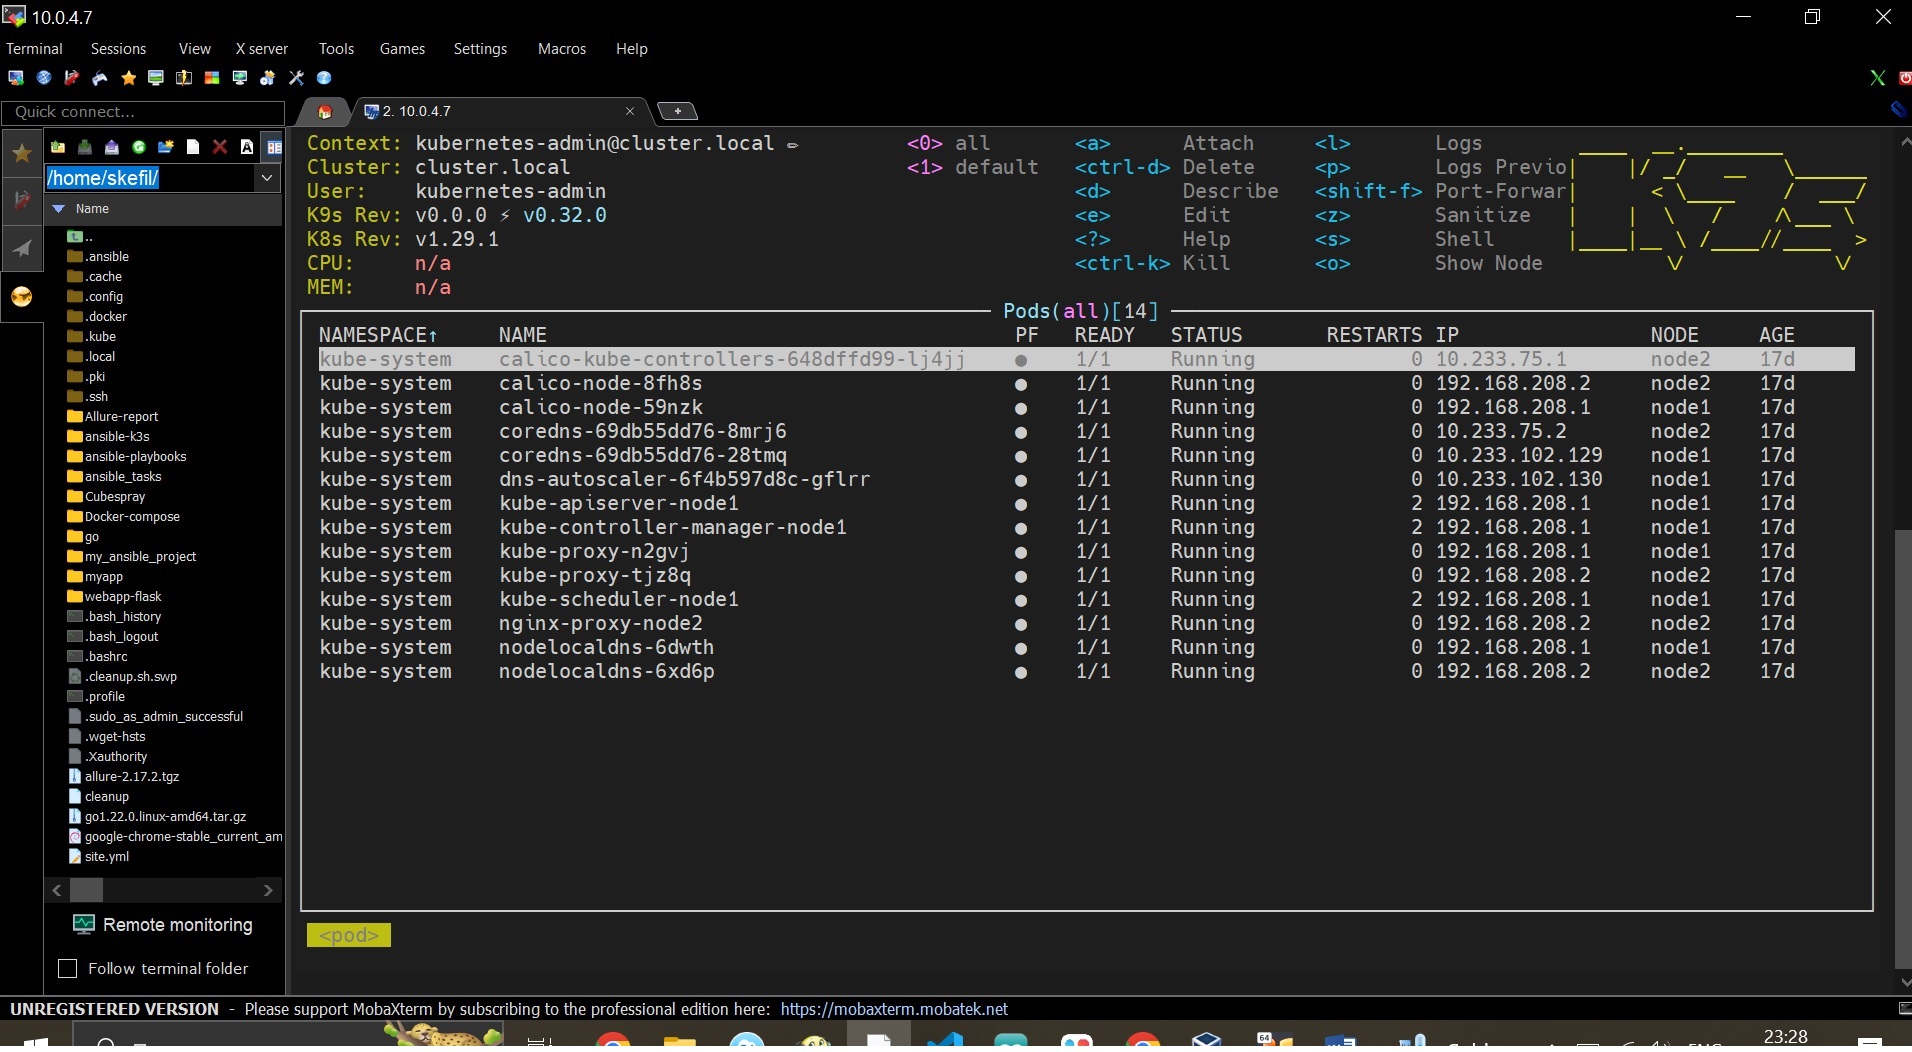 10.0.4.7
Terminal Sessions View X server Tools Games Settings Macros Help
Quick connect...
2. 10.0.4.7
/home/skefil/
Name
..
.ansible
.cache
.config
.docker
.kube
.local
.pki
.ssh
Allure-report
ansible-k3s
ansible-playbooks
ansible_tasks
Cubespray
Docker-compose
go
my_ansible_project
myapp
webapp-flask
.bash_history
.bash_logout
.bashrc
.cleanup.sh.swp
.profile
.sudo_as_admin_successful
.wget-hsts
.Xauthority
allure-2.17.2.tgz
cleanup
go1.22.0.linux-amd64.tar.gz
google-chrome-stable_current_am
site.yml
Remote monitoring
Follow terminal folder
Context: kubernetes-admin@cluster.local <0> all <a> Attach <l> Logs
Cluster: cluster.local <1> default <ctrl-d> Delete <p> Logs Previo
User: kubernetes-admin <d> Describe <shift-f> Port-Forwar
K9s Rev: v0.0.0 ⚡ v0.32.0 <e> Edit <z> Sanitize
K8s Rev: v1.29.1 <?> Help <s> Shell
CPU: n/a <ctrl-k> Kill <o> Show Node
MEM: n/a
Pods(all)[14]
NAMESPACE↑ NAME PF READY STATUS RESTARTS IP NODE AGE
kube-system calico-kube-controllers-648dffd99-lj4jj ● 1/1 Running 0 10.233.75.1 node2 17d
kube-system calico-node-8fh8s ● 1/1 Running 0 192.168.208.2 node2 17d
kube-system calico-node-59nzk ● 1/1 Running 0 192.168.208.1 node1 17d
kube-system coredns-69db55dd76-8mrj6 ● 1/1 Running 0 10.233.75.2 node2 17d
kube-system coredns-69db55dd76-28tmq ● 1/1 Running 0 10.233.102.129 node1 17d
kube-system dns-autoscaler-6f4b597d8c-gflrr ● 1/1 Running 0 10.233.102.130 node1 17d
kube-system kube-apiserver-node1 ● 1/1 Running 2 192.168.208.1 node1 17d
kube-system kube-controller-manager-node1 ● 1/1 Running 2 192.168.208.1 node1 17d
kube-system kube-proxy-n2gvj ● 1/1 Running 0 192.168.208.1 node1 17d
kube-system kube-proxy-tjz8q ● 1/1 Running 0 192.168.208.2 node2 17d
kube-system kube-scheduler-node1 ● 1/1 Running 2 192.168.208.1 node1 17d
kube-system nginx-proxy-node2 ● 1/1 Running 0 192.168.208.2 node2 17d
kube-system nodelocaldns-6dwth ● 1/1 Running 0 192.168.208.1 node1 17d
kube-system nodelocaldns-6xd6p ● 1/1 Running 0 192.168.208.2 node2 17d
<pod>
UNREGISTERED VERSION - Please support MobaXterm by subscribing to the professional edition here: https://mobaxterm.mobatek.net
64
23:28